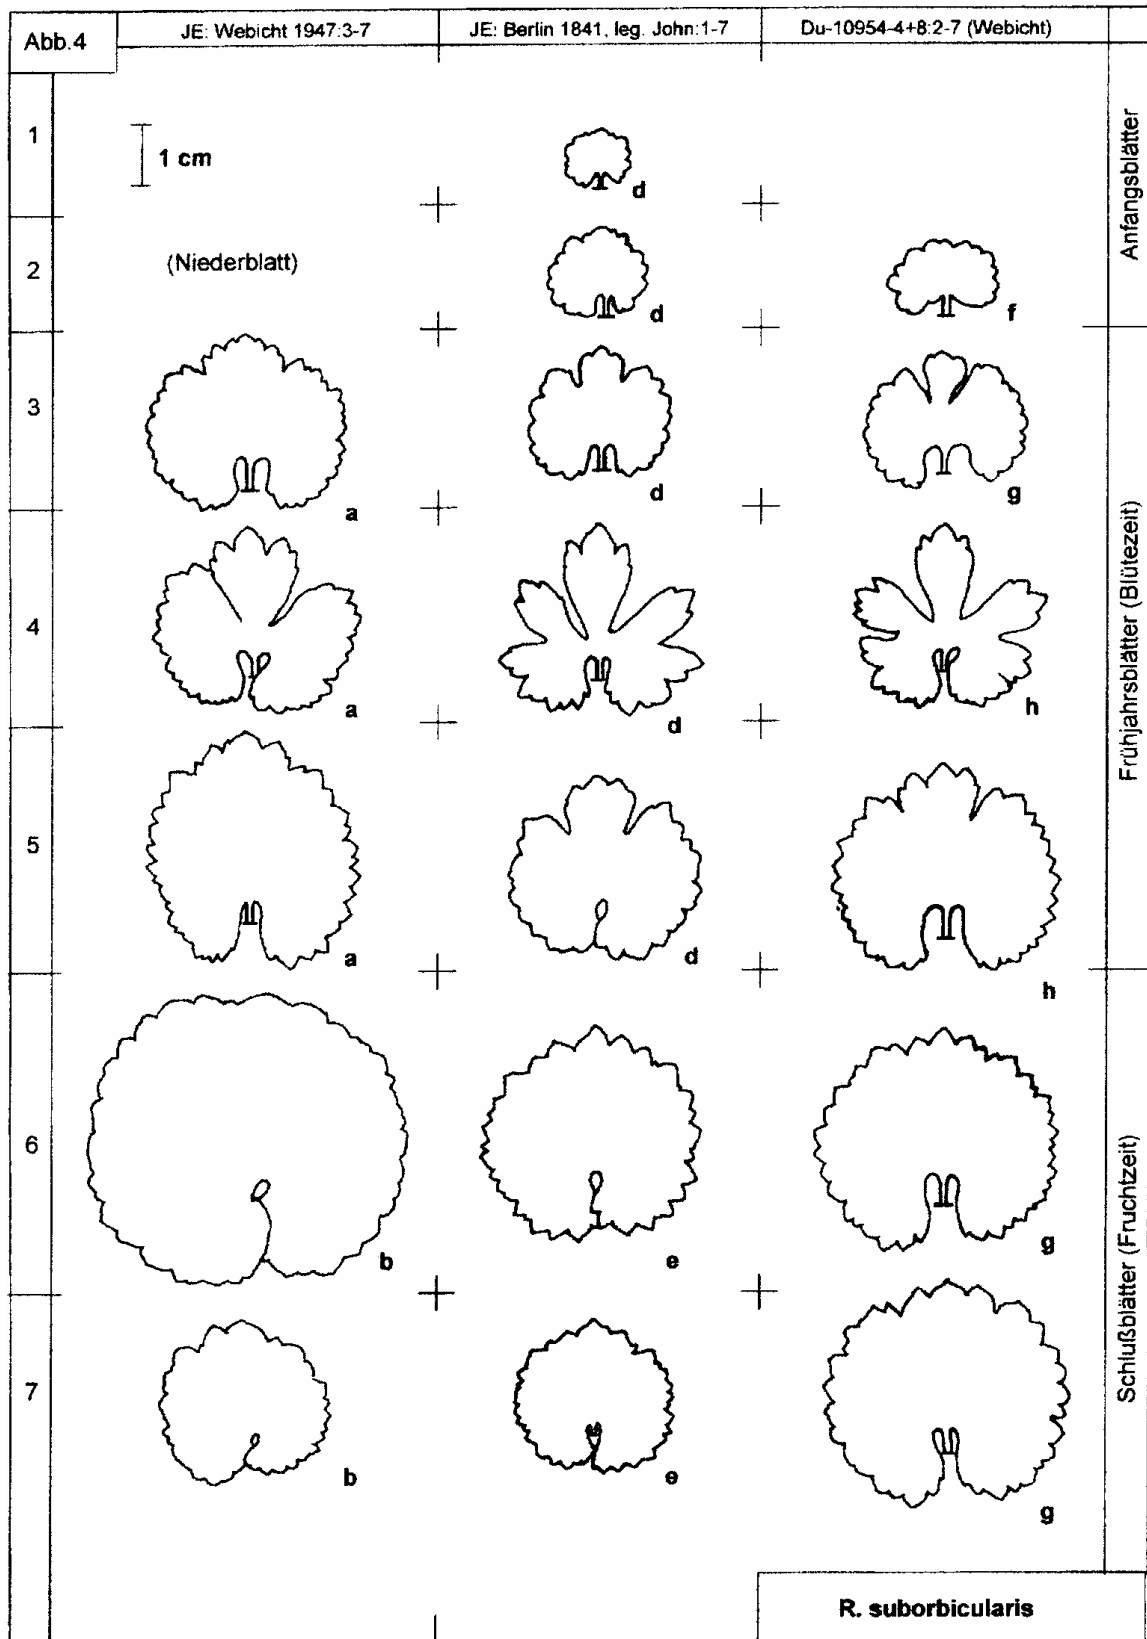 Abb.4
JE: Webicht 1947:3-7
JE: Berlin 1841, leg. John:1-7
Du-10954-4+8:2-7 (Webicht)
1
1 cm
d
Anfangsblätter
2
(Niederblatt)
d
f
3
a
d
g
Frühjahrsblätter (Blütezeit)
4
a
d
h
5
a
d
h
6
b
e
g
Schlußblätter (Fruchtzeit)
7
b
e
g
R. suborbicularis